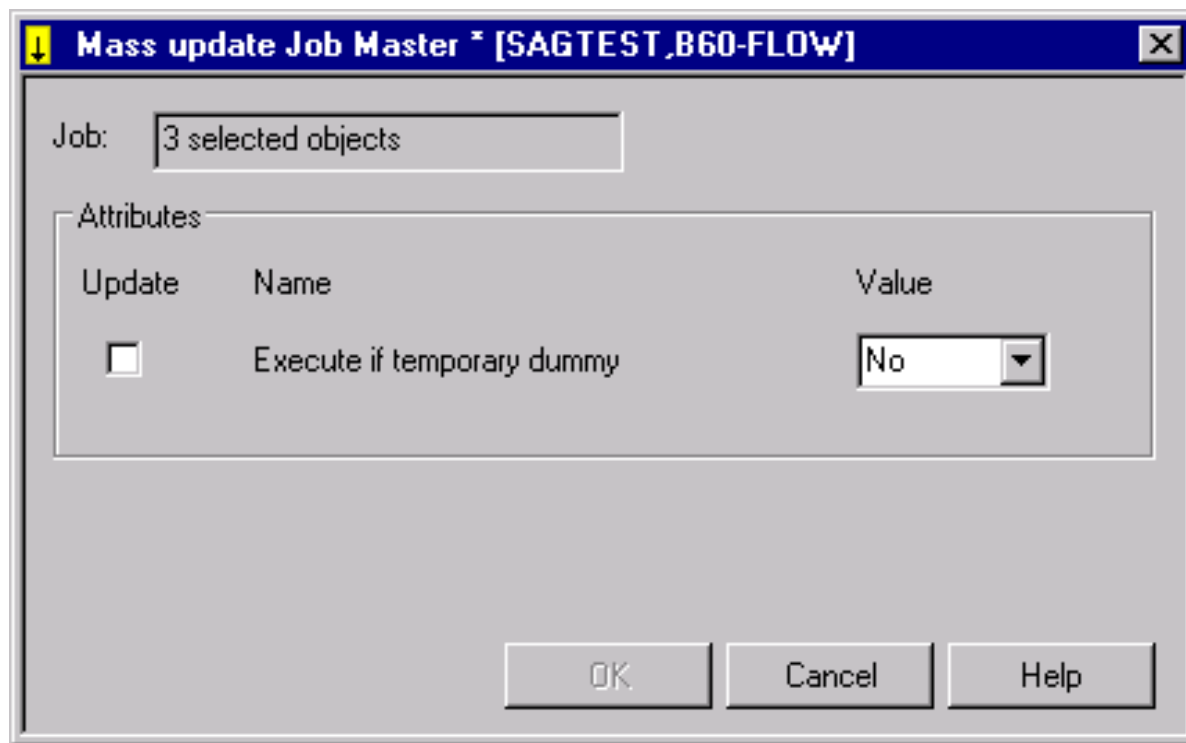 Mass update Job Master * [SAGTEST,B60-FLOW]
Job: 3 selected objects
Attributes
Update Name Value
Execute if temporary dummy No
OK Cancel Help